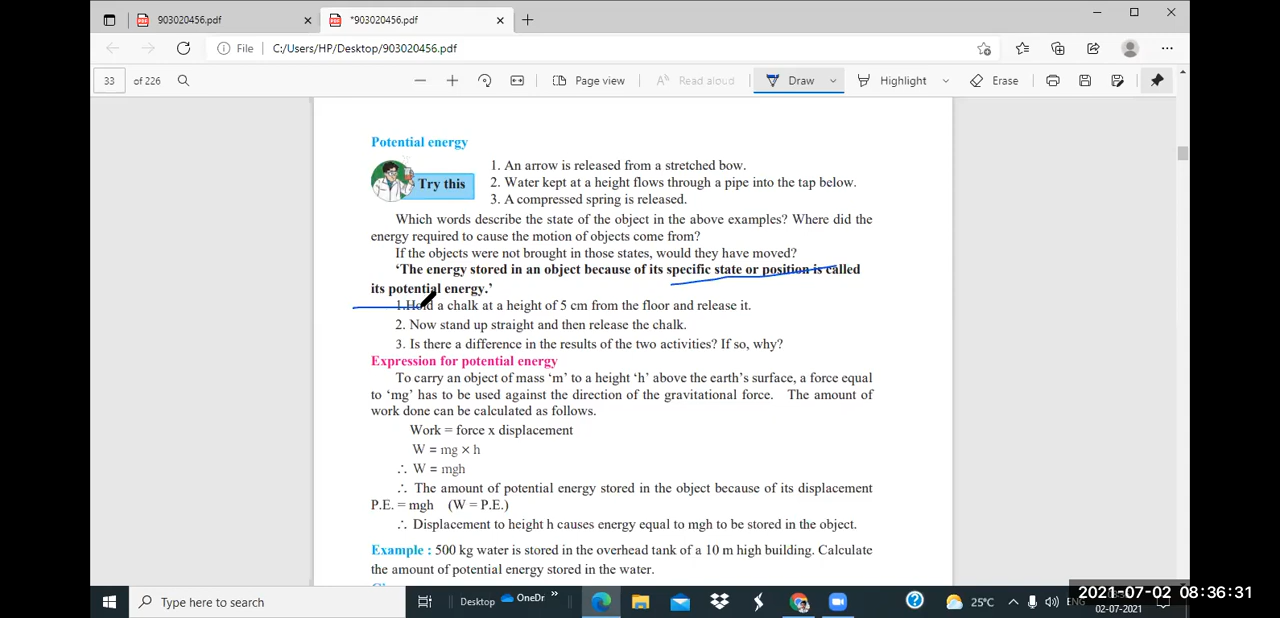 903020456.pdf
*903020456.pdf
File
C:/Users/HP/Desktop/903020456.pdf
33 of 226
Page view
Read aloud
Draw
Highlight
Erase
Potential energy
Try this
1. An arrow is released from a stretched bow.
2. Water kept at a height flows through a pipe into the tap below.
3. A compressed spring is released.
Which words describe the state of the object in the above examples? Where did the
energy required to cause the motion of objects come from?
If the objects were not brought in those states, would they have moved?
‘The energy stored in an object because of its specific state or position is called
its potential energy.’
1.Hold a chalk at a height of 5 cm from the floor and release it.
2. Now stand up straight and then release the chalk.
3. Is there a difference in the results of the two activities? If so, why?
Expression for potential energy
To carry an object of mass ‘m’ to a height ‘h’ above the earth’s surface, a force equal
to ‘mg’ has to be used against the direction of the gravitational force. The amount of
work done can be calculated as follows.
Work = force x displacement
W = mg × h
∴ W = mgh
∴ The amount of potential energy stored in the object because of its displacement
P.E. = mgh (W = P.E.)
∴ Displacement to height h causes energy equal to mgh to be stored in the object.
Example : 500 kg water is stored in the overhead tank of a 10 m high building. Calculate
the amount of potential energy stored in the water.
Type here to search
Desktop
OneDr
25°C
ENG
2021-07-02 08:36:31
02-07-2021